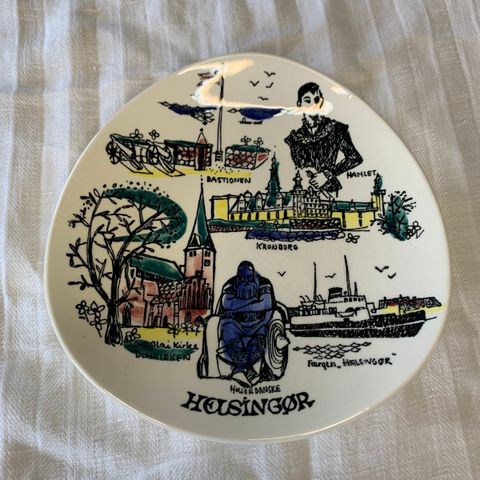 BASTIONEN
HAMLET
KRONBORG
Olai Kirke
DOMKIRKEN
Færgen „HELSINGØR"
HOLGER DANSKE
HELSINGØR